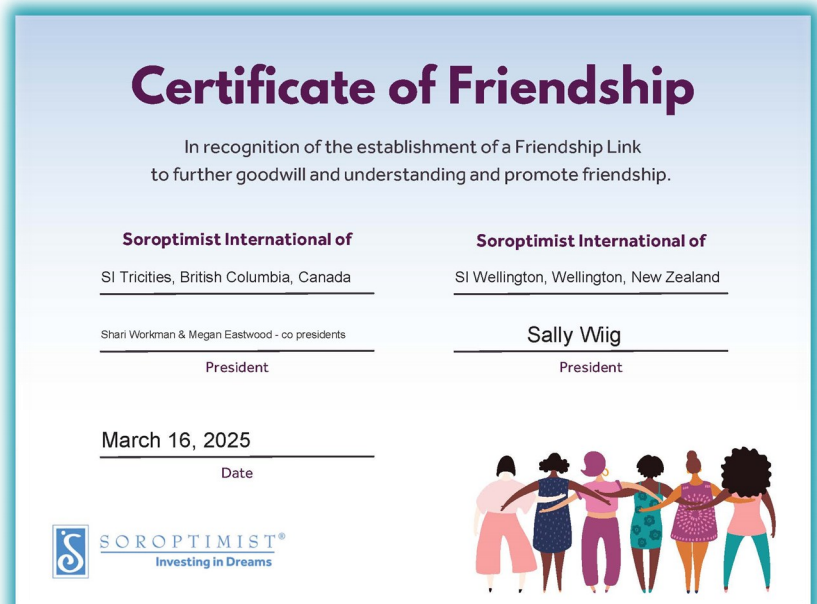 Certificate of Friendship
In recognition of the establishment of a Friendship Link
to further goodwill and understanding and promote friendship.
Soroptimist International of
SI Tricities, British Columbia, Canada
Shari Workman & Megan Eastwood - co presidents
President
Soroptimist International of
SI Wellington, Wellington, New Zealand
Sally Wiig
President
March 16, 2025
Date
SOROPTIMIST®
Investing in Dreams